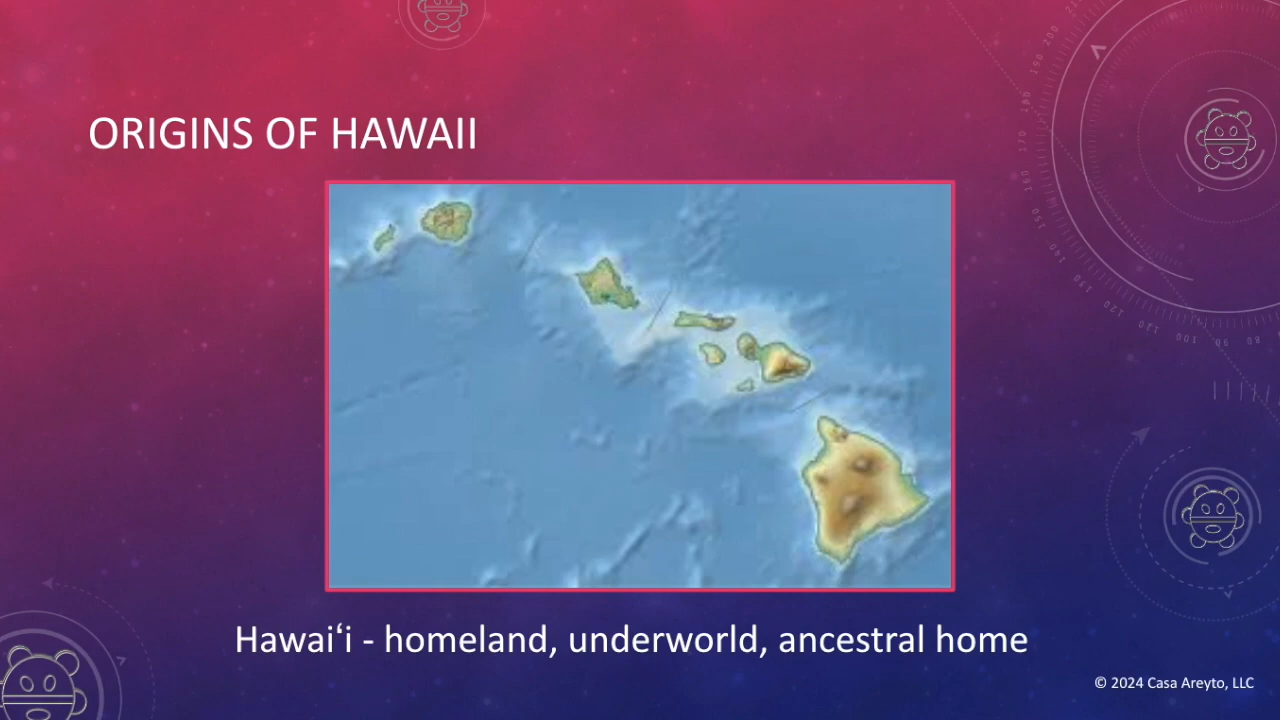 ORIGINS OF HAWAII
Hawaiʻi - homeland, underworld, ancestral home
© 2024 Casa Areyto, LLC